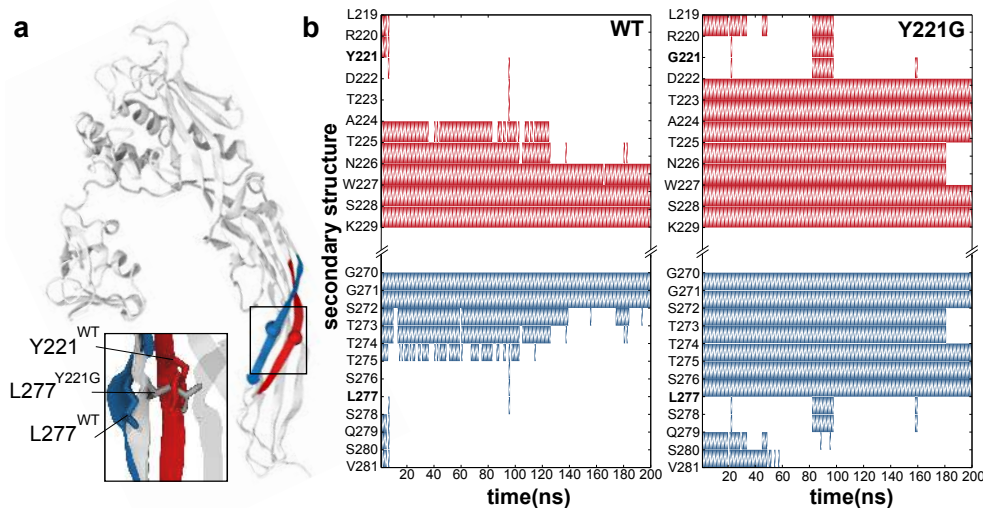 a
Y221WT
L277Y221G
L277WT
b
secondary structure
WT
L219
R220
Y221
D222
T223
A224
T225
N226
W227
S228
K229
G270
G271
S272
T273
T274
T275
S276
L277
S278
Q279
S280
V281
20 40 60 80 100 120 140 160 180 200
time(ns)
Y221G
L219
R220
G221
D222
T223
A224
T225
N226
W227
S228
K229
G270
G271
S272
T273
T274
T275
S276
L277
S278
Q279
S280
V281
20 40 60 80 100 120 140 160 180 200
time(ns)